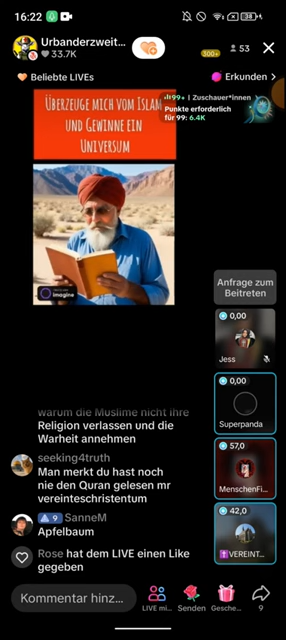 16:22
38
Urbanderzweit...
33.7K
300+
53
Beliebte LIVEs
Erkunden
99+ | Zuschauer*innen
Punkte erforderlich
für 99: 6.4K
ÜBERZEUGE MICH VOM ISLAM
UND GEWINNE EIN
UNIVERSUM
imagine
Anfrage zum
Beitreten
0,00
Jess
0,00
Superpanda
57,0
MenschenFi...
42,0
VEREINT...
warum die Muslime nicht ihre
Religion verlassen und die
Warheit annehmen
seeking4truth
Man merkt du hast noch
nie den Quran gelesen mr
vereinteschristentum
9 SanneM
Apfelbaum
Rose hat dem LIVE einen Like
gegeben
Kommentar hinz...
LIVE mi...
Senden
Gesche...
9